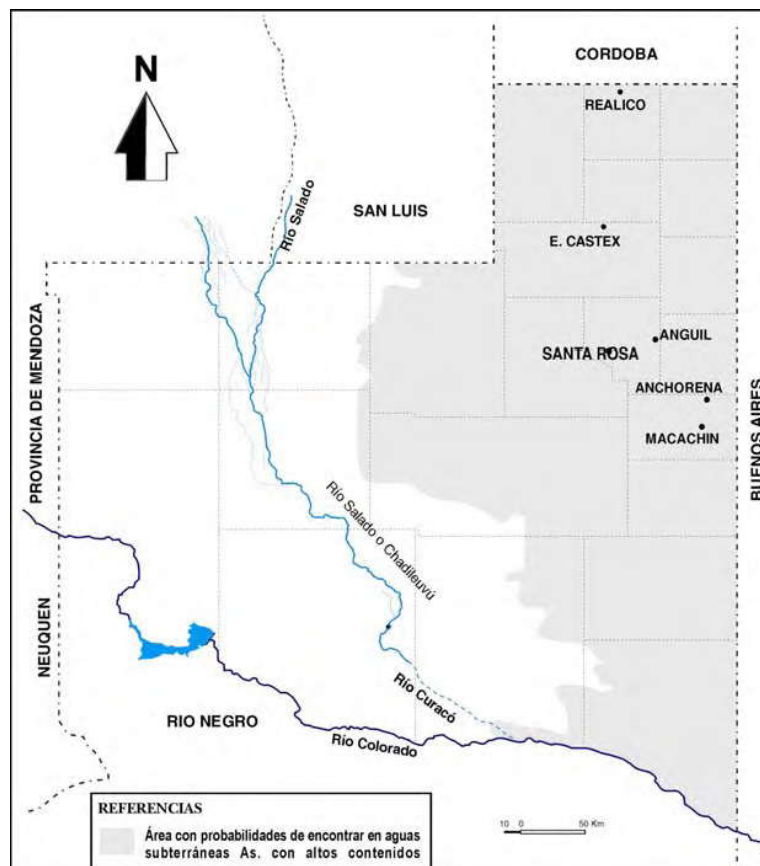 CORDOBA
N
REALICO
Río Salado
SAN LUIS
E. CASTEX
PROVINCIA DE MENDOZA
ANGUIL
SANTA ROSA
ANCHORENA
BUENOS AIRES
MACACHIN
Río Salado o Chadileuvú
NEUQUEN
Río Curacó
RIO NEGRO
Río Colorado
REFERENCIAS
Área con probabilidades de encontrar en aguas
subterráneas As. con altos contenidos
10 0 50 Km